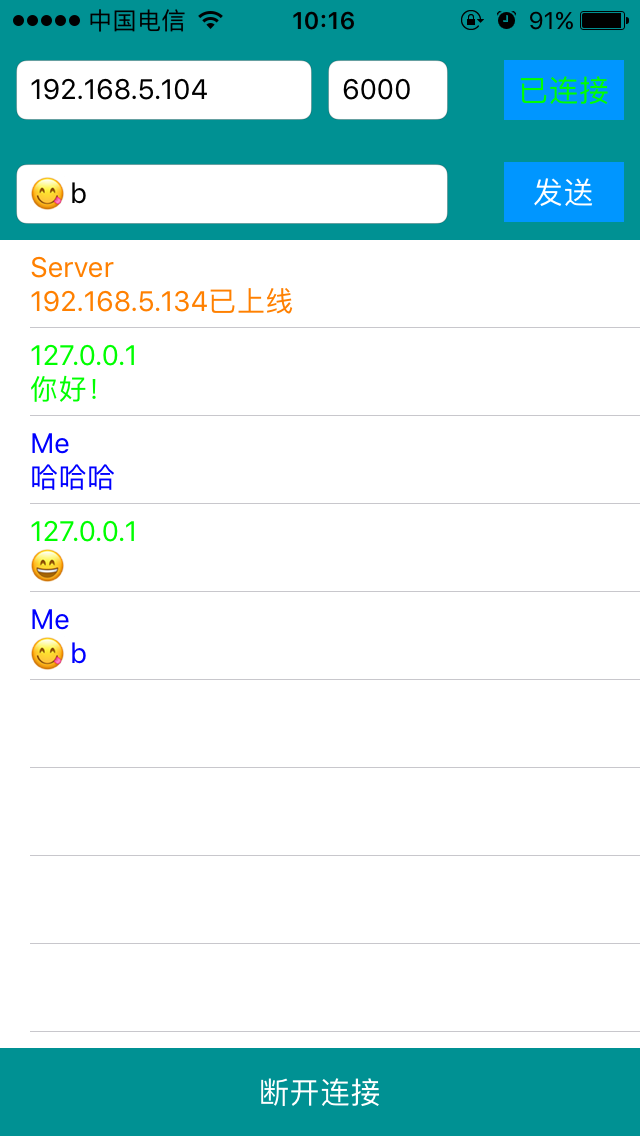 中国电信 10:16 91%
192.168.5.104 6000 已连接
😋 b 发送
Server
192.168.5.134已上线
127.0.0.1
你好！
Me
哈哈哈
127.0.0.1
😄
Me
😋 b
断开连接